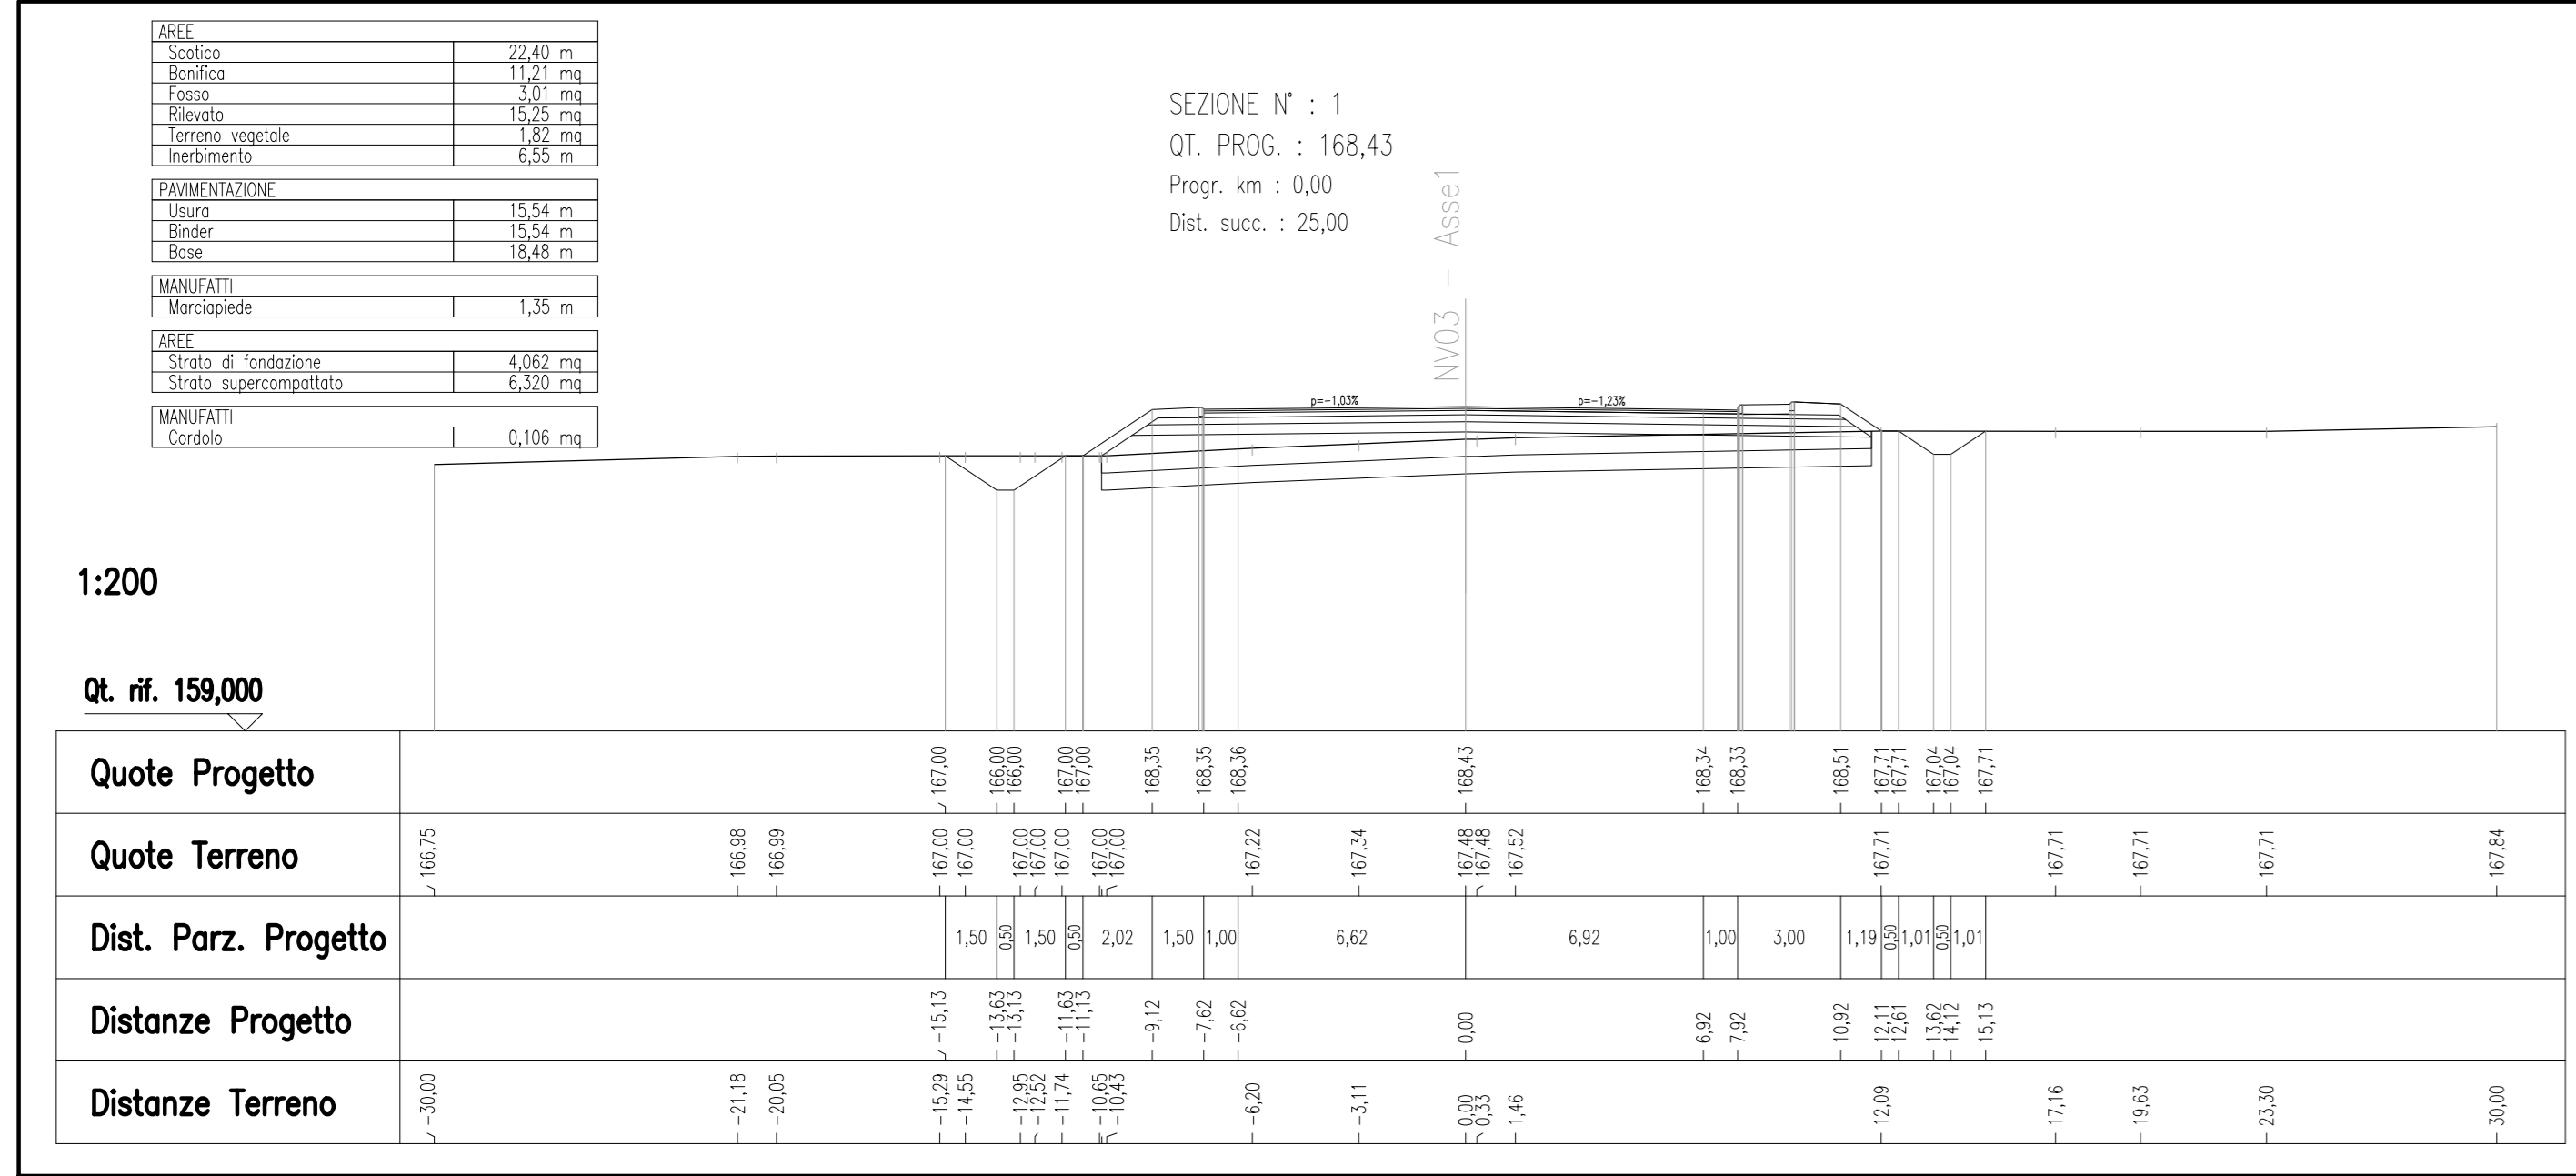 AREE
Scotico 22,40 m
Bonifica 11,21 mq
Fosso 3,01 mq
Rilevato 15,25 mq
Terreno vegetale 1,82 mq
Inerbimento 6,55 m
PAVIMENTAZIONE
Usura 15,54 m
Binder 15,54 m
Base 18,48 m
MANUFATTI
Marciapiede 1,35 m
AREE
Strato di fondazione 4,062 mq
Strato supercompattato 6,320 mq
MANUFATTI
Cordolo 0,106 mq
SEZIONE N° : 1
QT. PROG. : 168,43
Progr. km : 0,00
Dist. succ. : 25,00
NV03 - Asse1
p=-1,03% p=-1,23%
1:200
Qt. rif. 159,000
Quote Progetto 167,00 166,00 166,00 167,00 167,00 168,35 168,35 168,36 168,43 168,34 168,33 168,51 167,71 167,71 167,04 167,04 167,71
Quote Terreno 166,75 166,98 166,99 167,00 167,00 167,00 167,00 167,00 167,00 167,00 167,22 167,34 167,48 167,48 167,52 167,71 167,71 167,71 167,71 167,84
Dist. Parz. Progetto 1,50 0,50 1,50 0,50 2,02 1,50 1,00 6,62 6,92 1,00 3,00 1,19 0,50 1,01 0,50 1,01
Distanze Progetto -15,13 -13,63 -13,13 -11,63 -11,13 -9,12 -7,62 -6,62 0,00 6,92 7,92 10,92 12,11 12,61 13,62 14,12 15,13
Distanze Terreno -30,00 -21,18 -20,05 -15,29 -14,55 -12,95 -12,52 -11,74 -10,65 -10,43 -6,20 -3,11 0,00 0,33 1,46 12,09 17,16 19,63 23,30 30,00